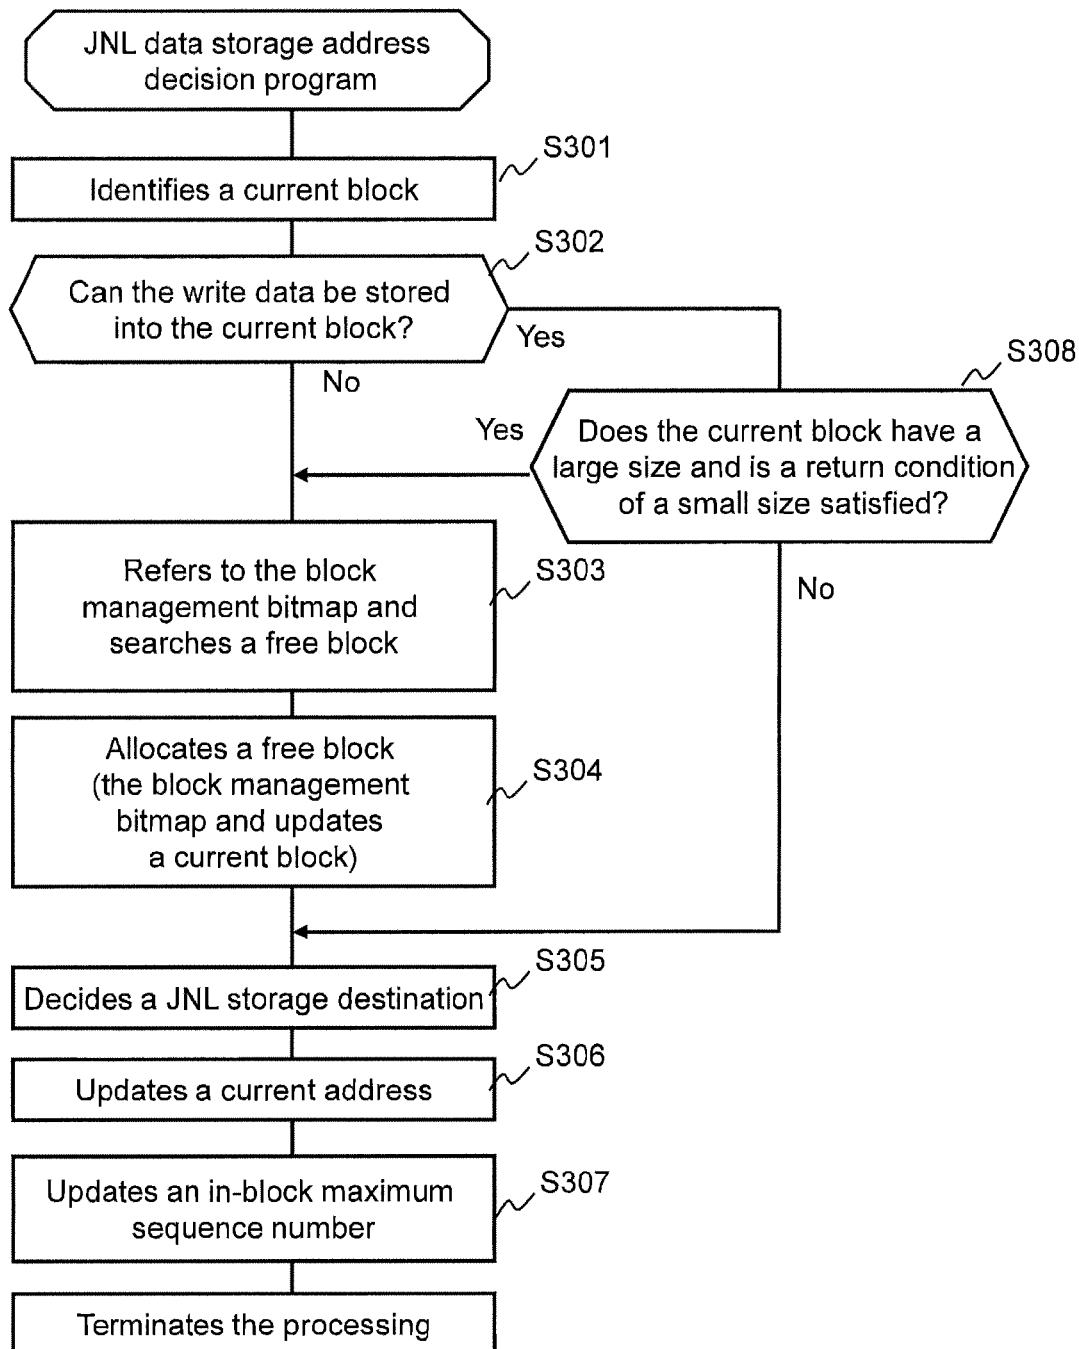 JNL data storage address
decision program
S301
Identifies a current block
S302
Can the write data be stored
into the current block?
Yes
No
S308
Yes
Does the current block have a
large size and is a return condition
of a small size satisfied?
No
Refers to the block
management bitmap and
searches a free block
S303
Allocates a free block
(the block management
bitmap and updates
a current block)
S304
S305
Decides a JNL storage destination
S306
Updates a current address
S307
Updates an in-block maximum
sequence number
Terminates the processing